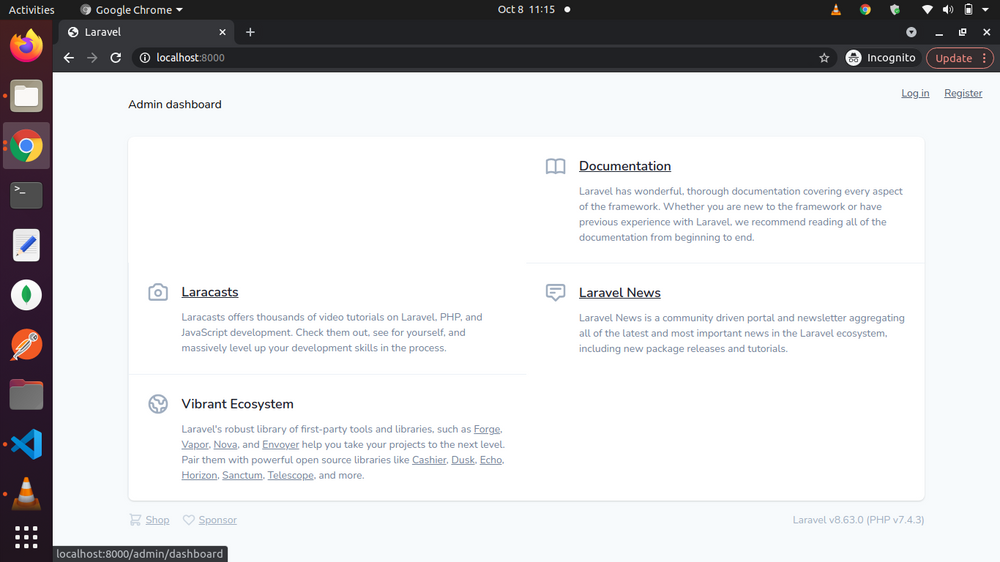 Activities
Google Chrome
Oct 8 11:15
Laravel
localhost:8000
Incognito
Update
Log in
Register
Admin dashboard
Documentation
Laravel has wonderful, thorough documentation covering every aspect
of the framework. Whether you are new to the framework or have
previous experience with Laravel, we recommend reading all of the
documentation from beginning to end.
Laracasts
Laracasts offers thousands of video tutorials on Laravel, PHP, and
JavaScript development. Check them out, see for yourself, and
massively level up your development skills in the process.
Laravel News
Laravel News is a community driven portal and newsletter aggregating
all of the latest and most important news in the Laravel ecosystem,
including new package releases and tutorials.
Vibrant Ecosystem
Laravel's robust library of first-party tools and libraries, such as Forge,
Vapor, Nova, and Envoyer help you take your projects to the next level.
Pair them with powerful open source libraries like Cashier, Dusk, Echo,
Horizon, Sanctum, Telescope, and more.
Shop
Sponsor
Laravel v8.63.0 (PHP v7.4.3)
localhost:8000/admin/dashboard